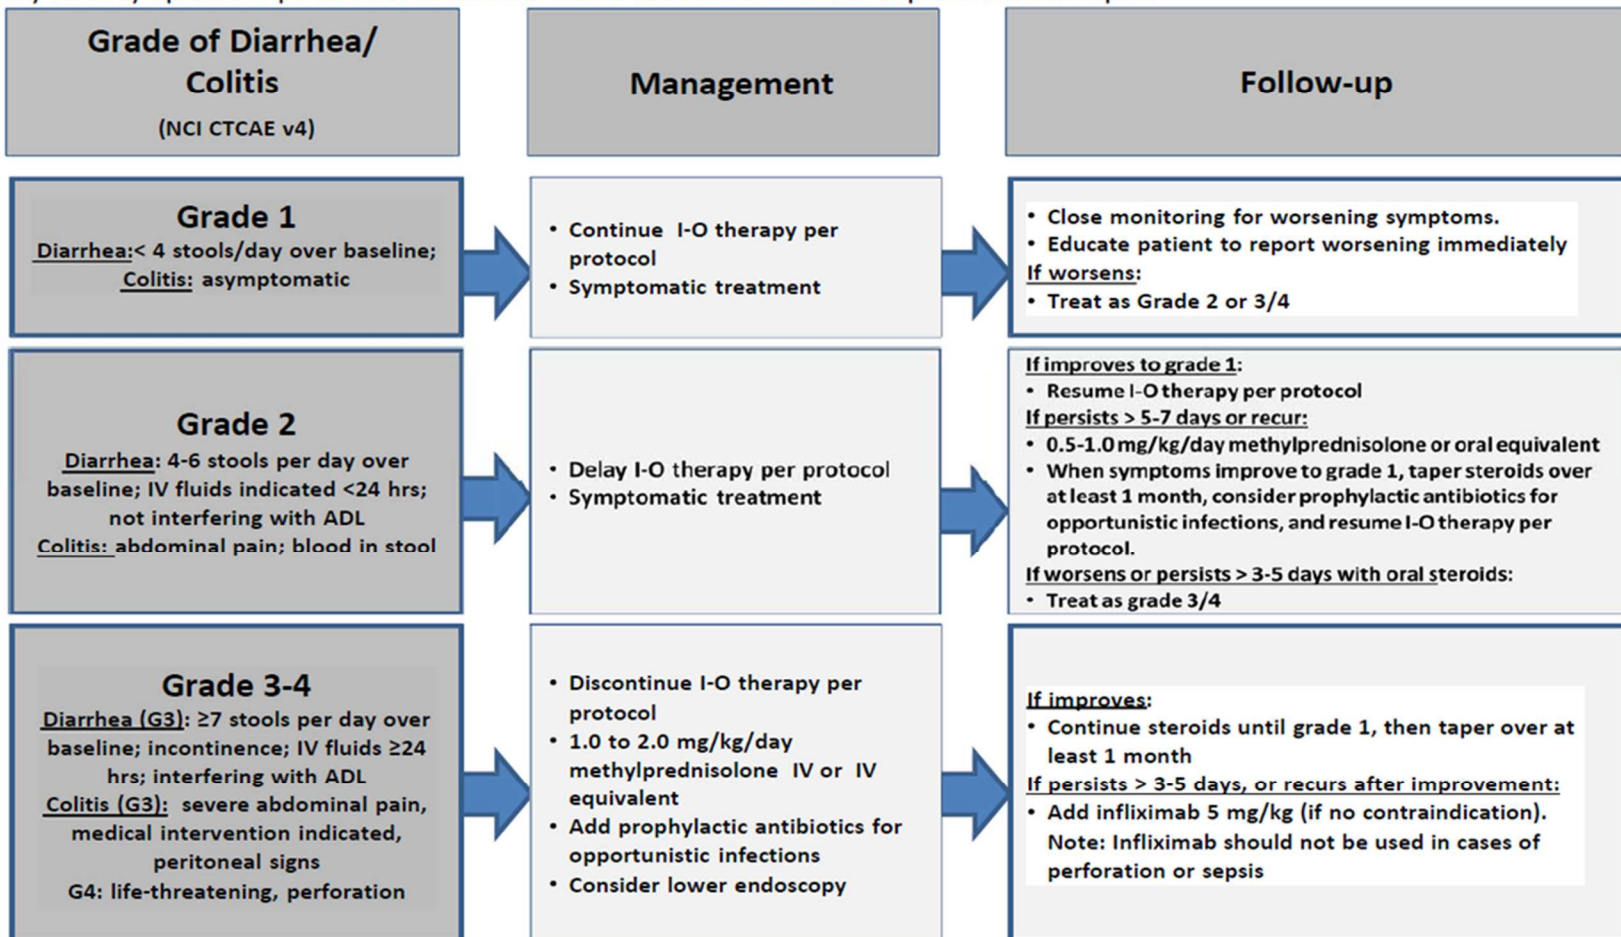 Grade of Diarrhea/
Colitis
(NCI CTCAE v4)
Management
Follow-up
Grade 1
Diarrhea:< 4 stools/day over baseline;
Colitis: asymptomatic
• Continue I-O therapy per
protocol
• Symptomatic treatment
• Close monitoring for worsening symptoms.
• Educate patient to report worsening immediately
If worsens:
• Treat as Grade 2 or 3/4
Grade 2
Diarrhea: 4-6 stools per day over
baseline; IV fluids indicated <24 hrs;
not interfering with ADL
Colitis: abdominal pain; blood in stool
• Delay I-O therapy per protocol
• Symptomatic treatment
If improves to grade 1:
• Resume I-O therapy per protocol
If persists > 5-7 days or recur:
• 0.5-1.0 mg/kg/day methylprednisolone or oral equivalent
• When symptoms improve to grade 1, taper steroids over
at least 1 month, consider prophylactic antibiotics for
opportunistic infections, and resume I-O therapy per
protocol.
If worsens or persists > 3-5 days with oral steroids:
• Treat as grade 3/4
Grade 3-4
Diarrhea (G3): ≥7 stools per day over
baseline; incontinence; IV fluids ≥24
hrs; interfering with ADL
Colitis (G3): severe abdominal pain,
medical intervention indicated,
peritoneal signs
G4: life-threatening, perforation
• Discontinue I-O therapy per
protocol
• 1.0 to 2.0 mg/kg/day
methylprednisolone IV or IV
equivalent
• Add prophylactic antibiotics for
opportunistic infections
• Consider lower endoscopy
If improves:
• Continue steroids until grade 1, then taper over at
least 1 month
If persists > 3-5 days, or recurs after improvement:
• Add infliximab 5 mg/kg (if no contraindication).
Note: Infliximab should not be used in cases of
perforation or sepsis